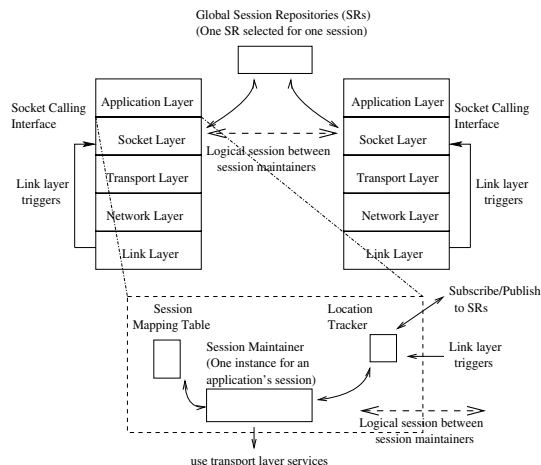 Global Session Repositories (SRs)
(One SR selected for one session)
Application Layer
Socket Layer
Transport Layer
Network Layer
Link Layer
Socket Calling
Interface
Link layer
triggers
Logical session between
session maintainers
Application Layer
Socket Layer
Transport Layer
Network Layer
Link Layer
Socket Calling
Interface
Link layer
triggers
Session
Mapping Table
Session Maintainer
(One instance for an
application's session)
Location
Tracker
Subscribe/Publish
to SRs
Link layer
triggers
Logical session between
session maintainers
use transport layer services